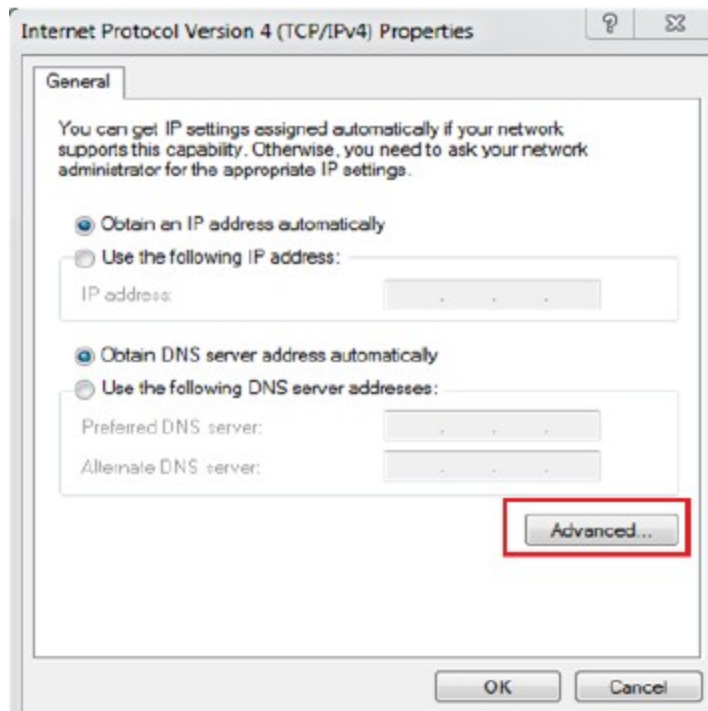 Internet Protocol Version 4 (TCP/IPv4) Properties
General
You can get IP settings assigned automatically if your network
supports this capability. Otherwise, you need to ask your network
administrator for the appropriate IP settings.
Obtain an IP address automatically
Use the following IP address:
IP address:
Obtain DNS server address automatically
Use the following DNS server addresses:
Preferred DNS server:
Alternate DNS server:
Advanced...
OK Cancel